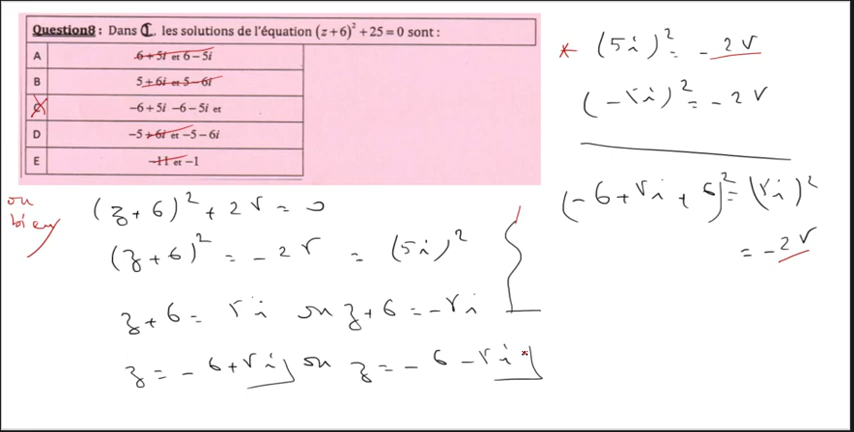 Question8 : Dans ℂ, les solutions de l'équation (z+6)² + 25 = 0 sont :
A 6+5i et 6−5i
B 5+6i et 5−6i
C −6+5i −6−5i et
D −5+6i et −5−6i
E −11 et −1
* (5i)² = −25
(−5i)² = −25
(−6+5i+6)² = (5i)²
= −25
ou bien
(z+6)² + 25 = 0
(z+6)² = −25 = (5i)²
z+6 = 5i ou z+6 = −5i
z = −6+5i ou z = −6−5i